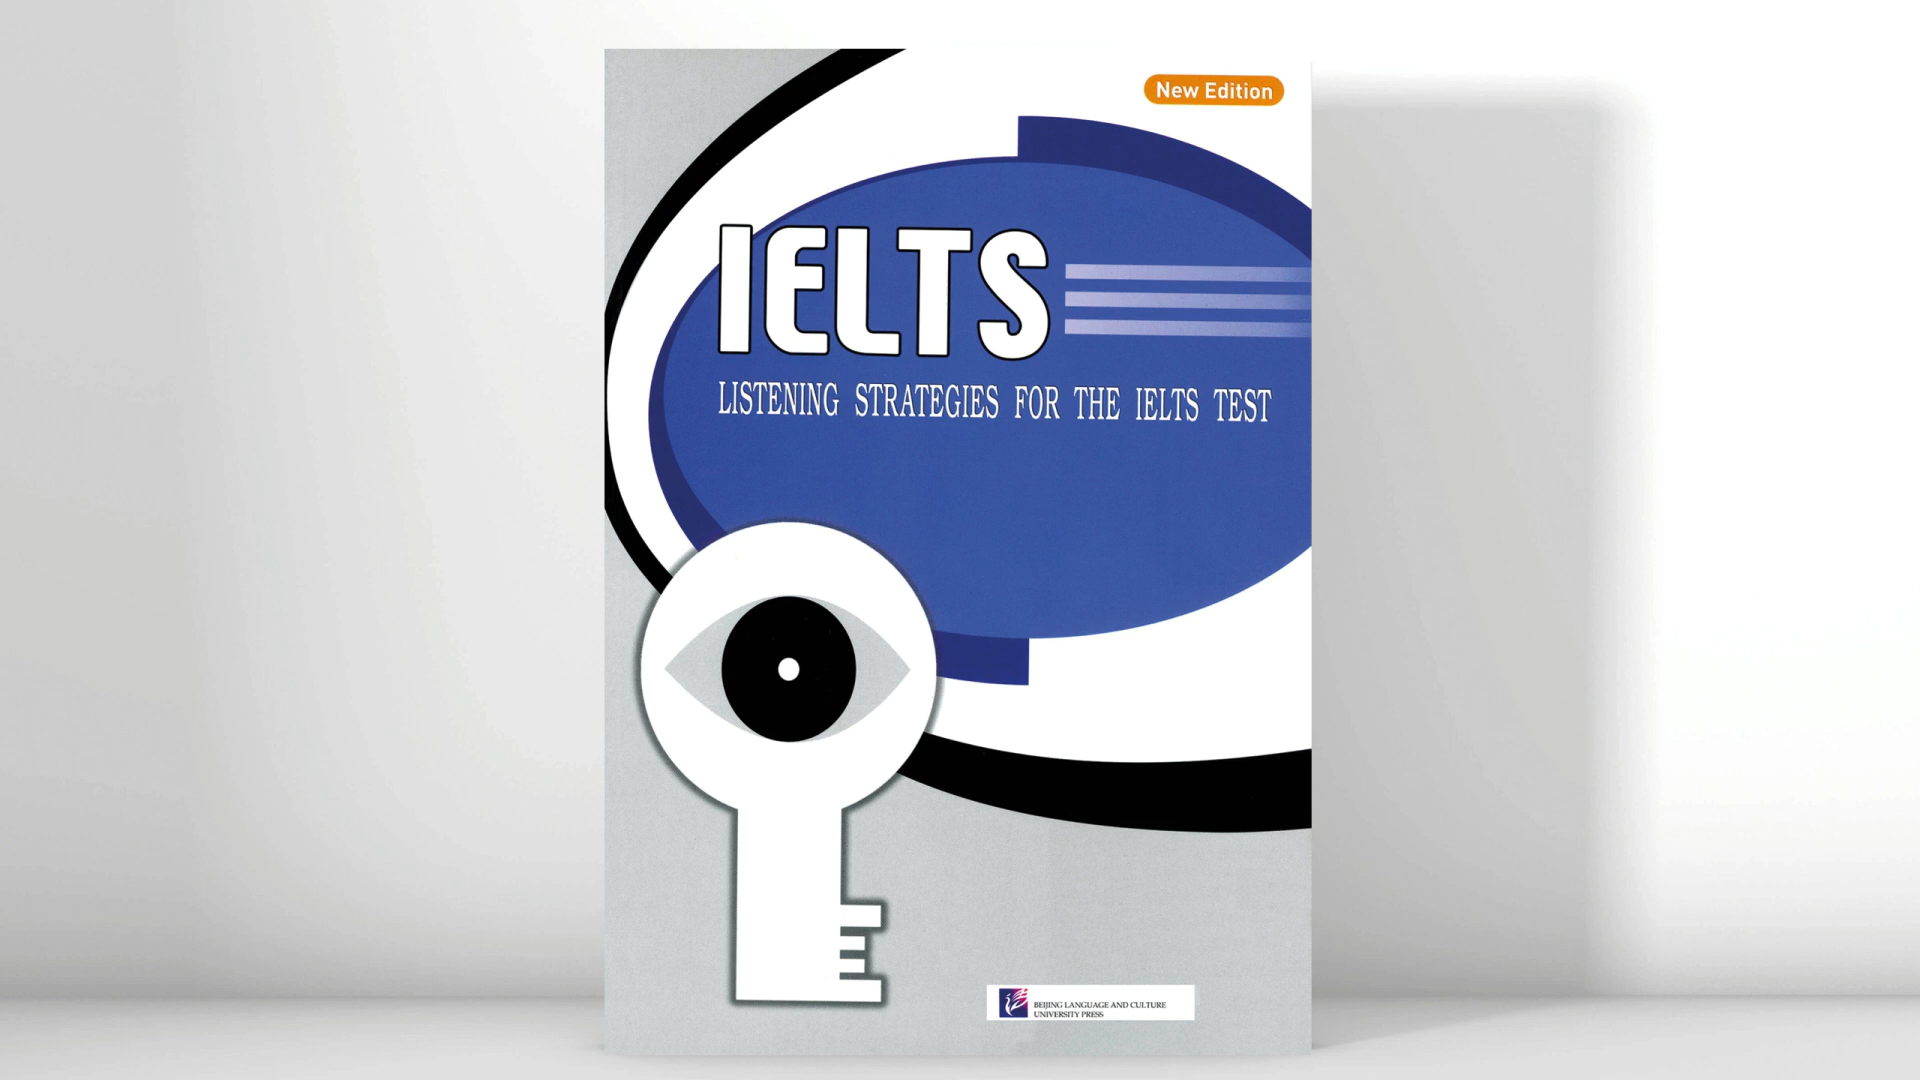 New Edition
IELTS
LISTENING STRATEGIES FOR THE IELTS TEST
BEIJING LANGUAGE AND CULTURE
UNIVERSITY PRESS